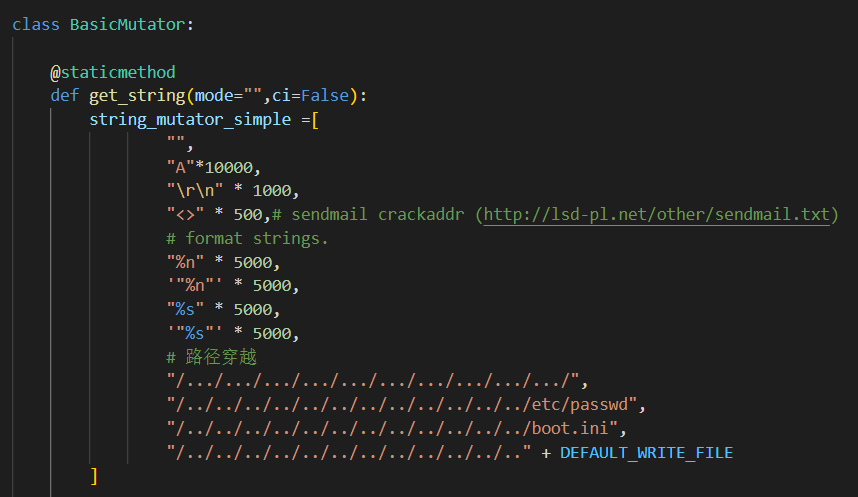 class BasicMutator:
@staticmethod
def get_string(mode="",ci=False):
string_mutator_simple =[
"",
"A"*10000,
"\r\n" * 1000,
"<>" * 500,# sendmail crackaddr (http://lsd-pl.net/other/sendmail.txt)
# format strings.
"%n" * 5000,
'"%n"' * 5000,
"%s" * 5000,
'"%s"' * 5000,
# 路径穿越
"/.../.../.../.../.../.../.../.../.../.../",
"/../../../../../../../../../../../../etc/passwd",
"/../../../../../../../../../../../../boot.ini",
"/../../../../../../../../../../../.." + DEFAULT_WRITE_FILE
]